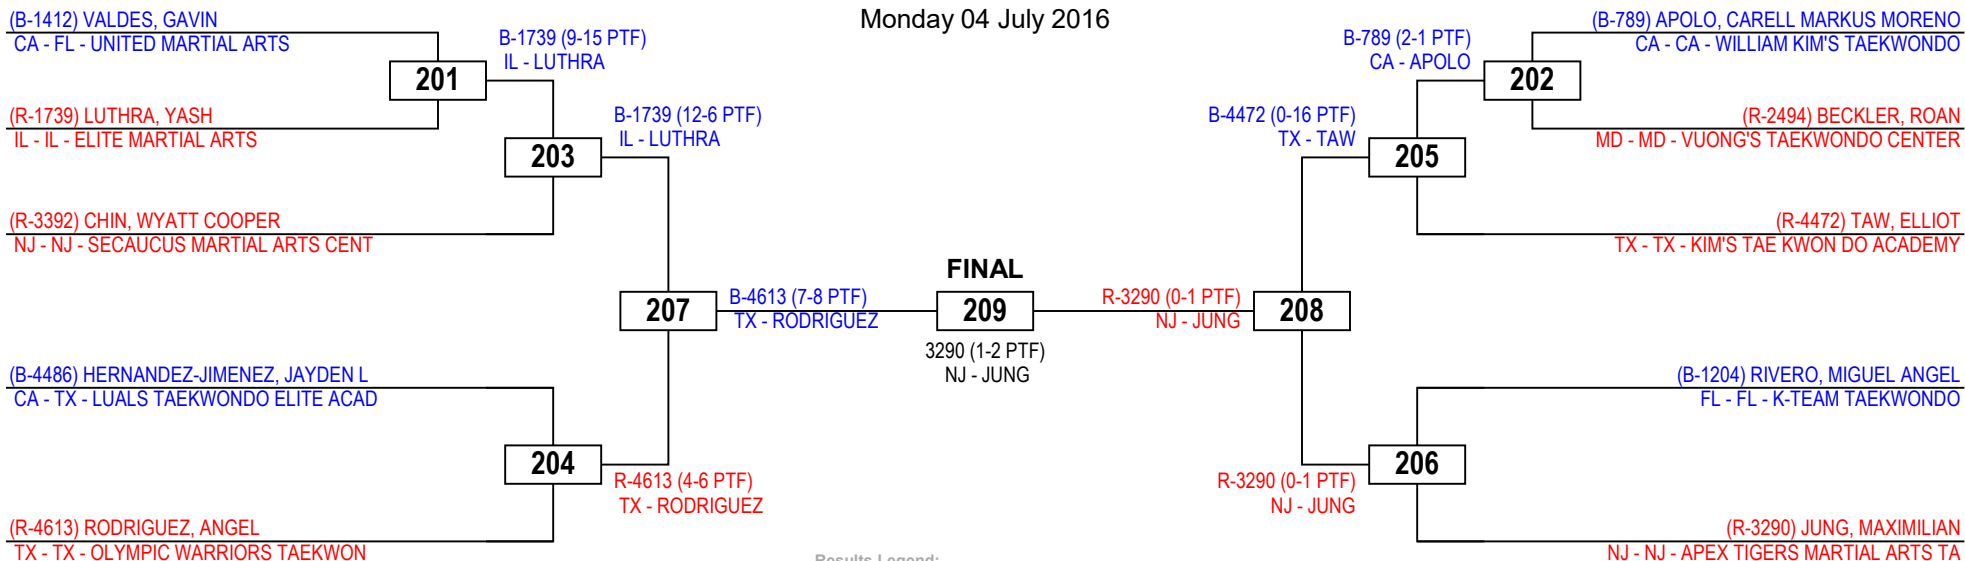 Monday 04 July 2016
(B-1412) VALDES, GAVIN
CA - FL - UNITED MARTIAL ARTS
201
(R-1739) LUTHRA, YASH
IL - IL - ELITE MARTIAL ARTS
B-1739 (9-15 PTF)
IL - LUTHRA
203
(R-3392) CHIN, WYATT COOPER
NJ - NJ - SECAUCUS MARTIAL ARTS CENT
B-1739 (12-6 PTF)
IL - LUTHRA
207
(B-4486) HERNANDEZ-JIMENEZ, JAYDEN L
CA - TX - LUALS TAEKWONDO ELITE ACAD
204
(R-4613) RODRIGUEZ, ANGEL
TX - TX - OLYMPIC WARRIORS TAEKWON
R-4613 (4-6 PTF)
TX - RODRIGUEZ
B-4613 (7-8 PTF)
TX - RODRIGUEZ
FINAL
209
3290 (1-2 PTF)
NJ - JUNG
R-3290 (0-1 PTF)
NJ - JUNG
208
B-4472 (0-16 PTF)
TX - TAW
205
B-789 (2-1 PTF)
CA - APOLO
202
(B-789) APOLO, CARELL MARKUS MORENO
CA - CA - WILLIAM KIM'S TAEKWONDO
(R-2494) BECKLER, ROAN
MD - MD - VUONG'S TAEKWONDO CENTER
(R-4472) TAW, ELLIOT
TX - TX - KIM'S TAE KWON DO ACADEMY
(B-1204) RIVERO, MIGUEL ANGEL
FL - FL - K-TEAM TAEKWONDO
206
R-3290 (0-1 PTF)
NJ - JUNG
(R-3290) JUNG, MAXIMILIAN
NJ - NJ - APEX TIGERS MARTIAL ARTS TA
Results Legend: